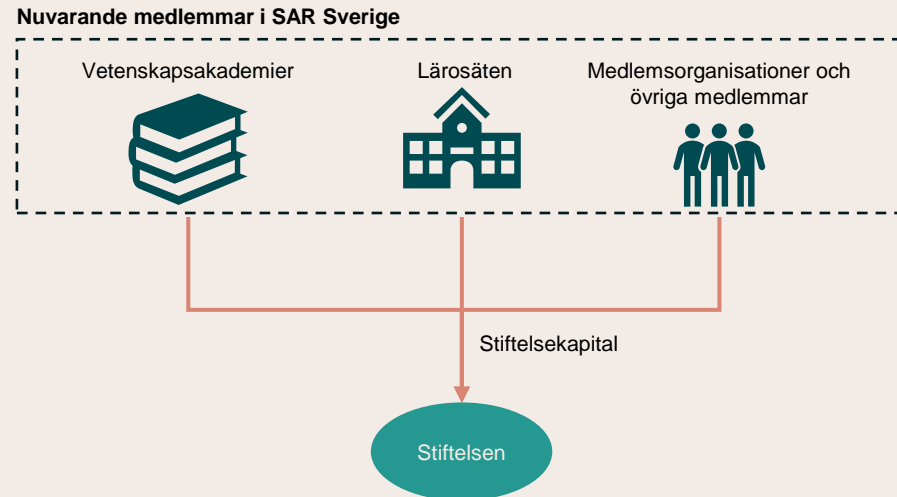 Nuvarande medlemmar i SAR Sverige
Vetenskapsakademier
Lärosäten
Medlemsorganisationer och
övriga medlemmar
Stiftelsekapital
Stiftelsen